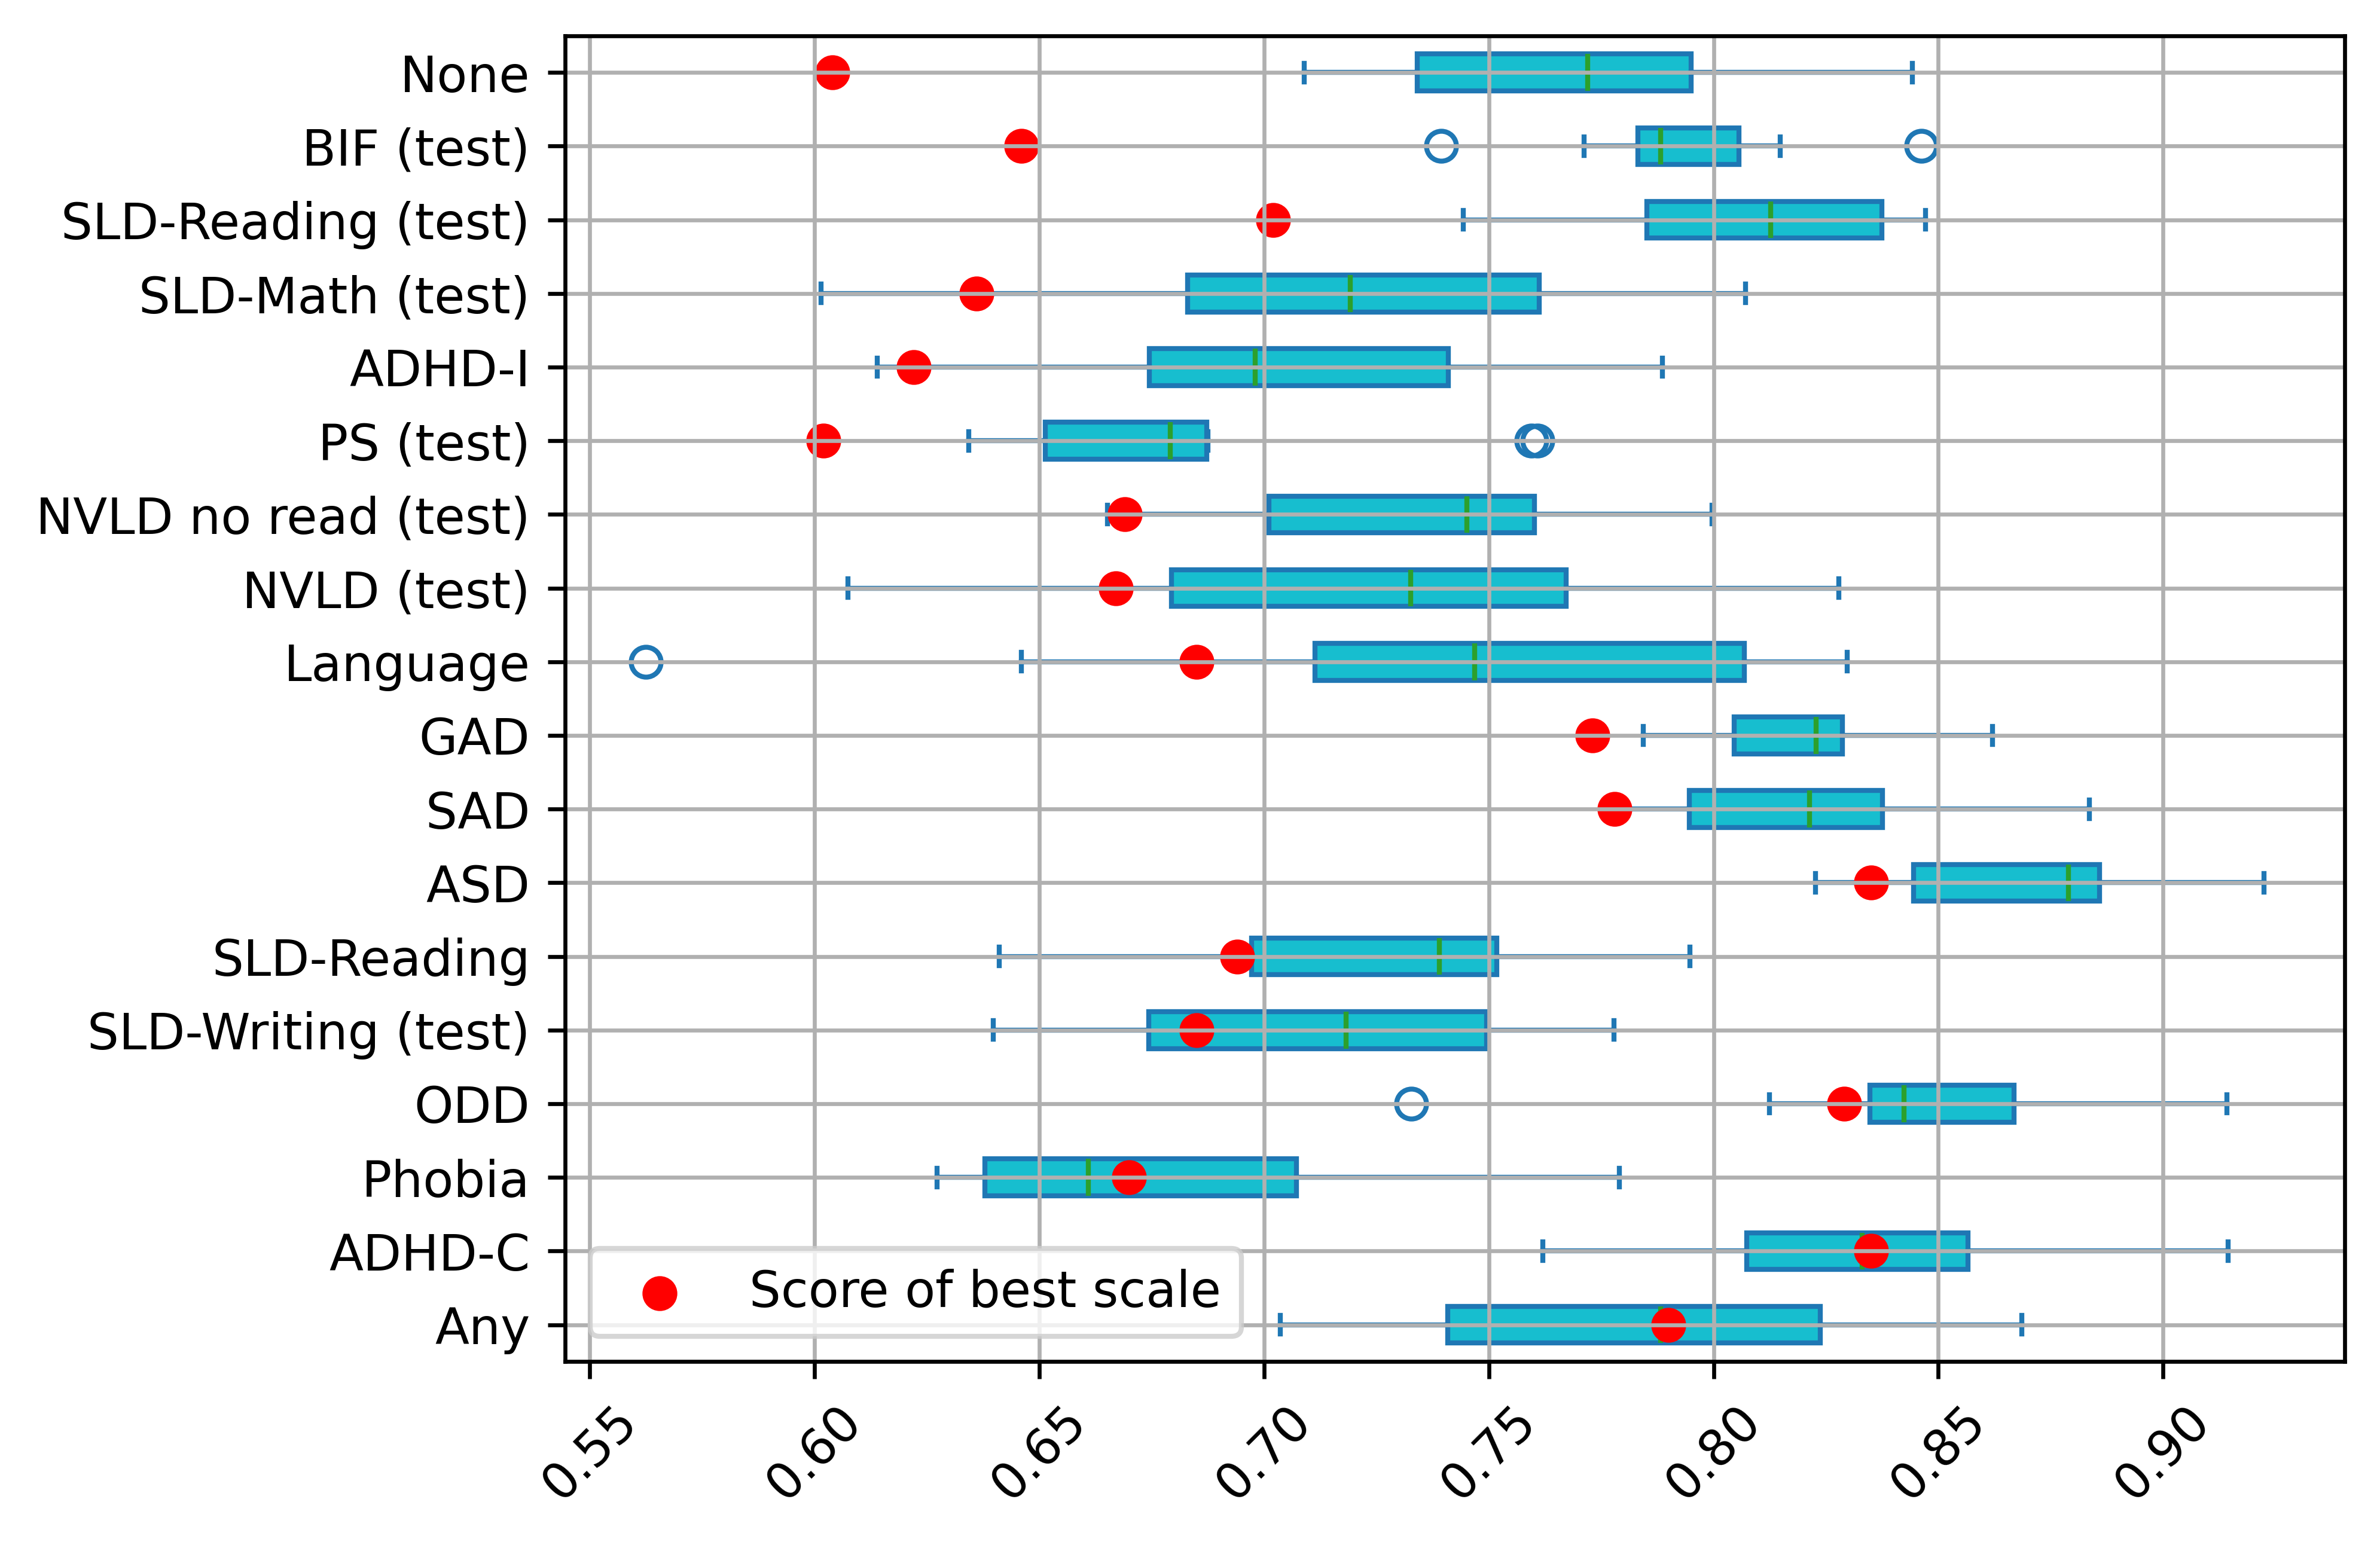 None
BIF (test)
SLD-Reading (test)
SLD-Math (test)
ADHD-I
PS (test)
NVLD no read (test)
NVLD (test)
Language
GAD
SAD
ASD
SLD-Reading
SLD-Writing (test)
ODD
Phobia
ADHD-C
Any
Score of best scale
0.55 0.60 0.65 0.70 0.75 0.80 0.85 0.90